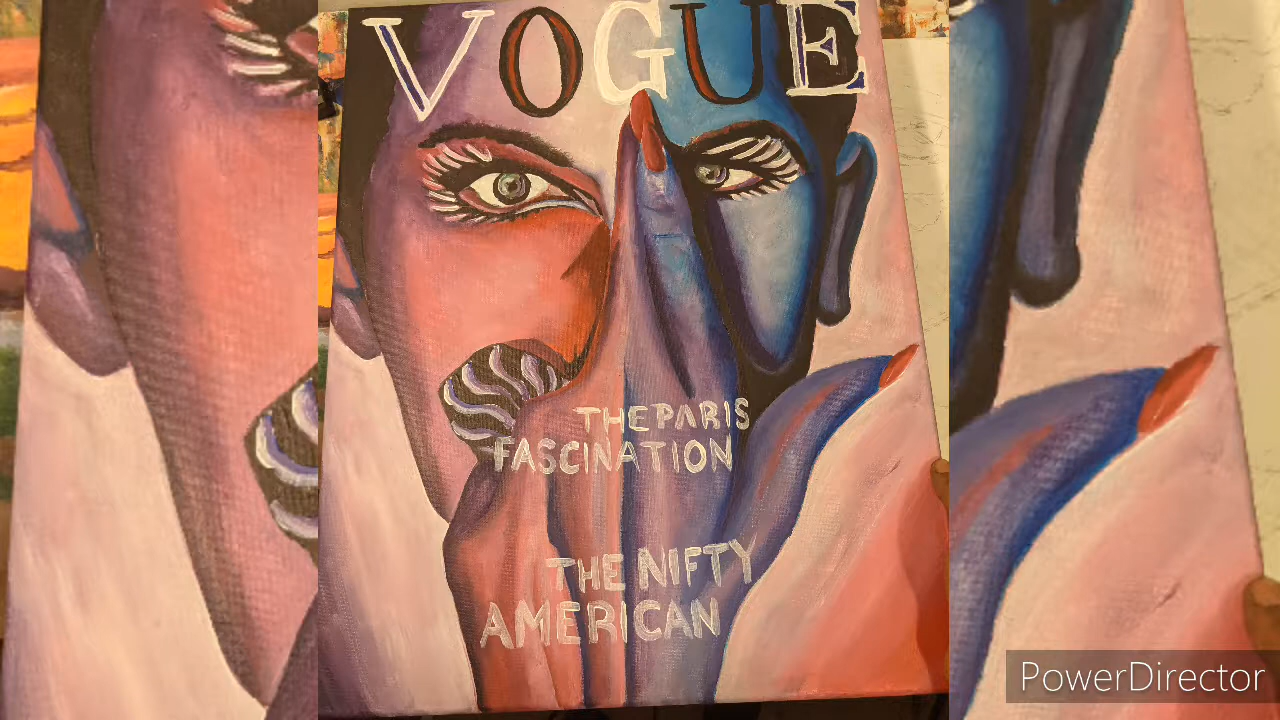 VOGUE
THE PARIS
FASCINATION
THE NIFTY
AMERICAN
PowerDirector